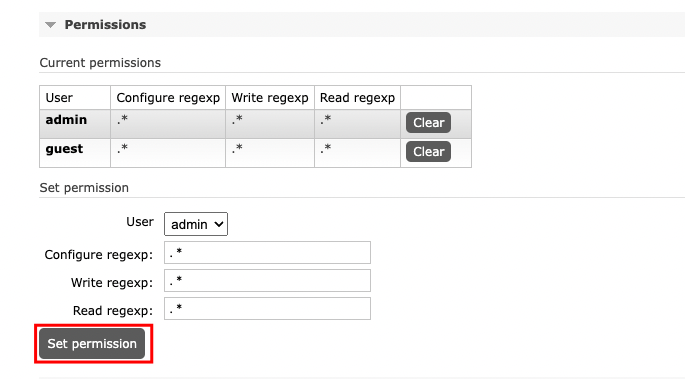 Permissions
Current permissions
User Configure regexp Write regexp Read regexp
admin .* .* .* Clear
guest .* .* .* Clear
Set permission
User admin
Configure regexp: .*
Write regexp: .*
Read regexp: .*
Set permission